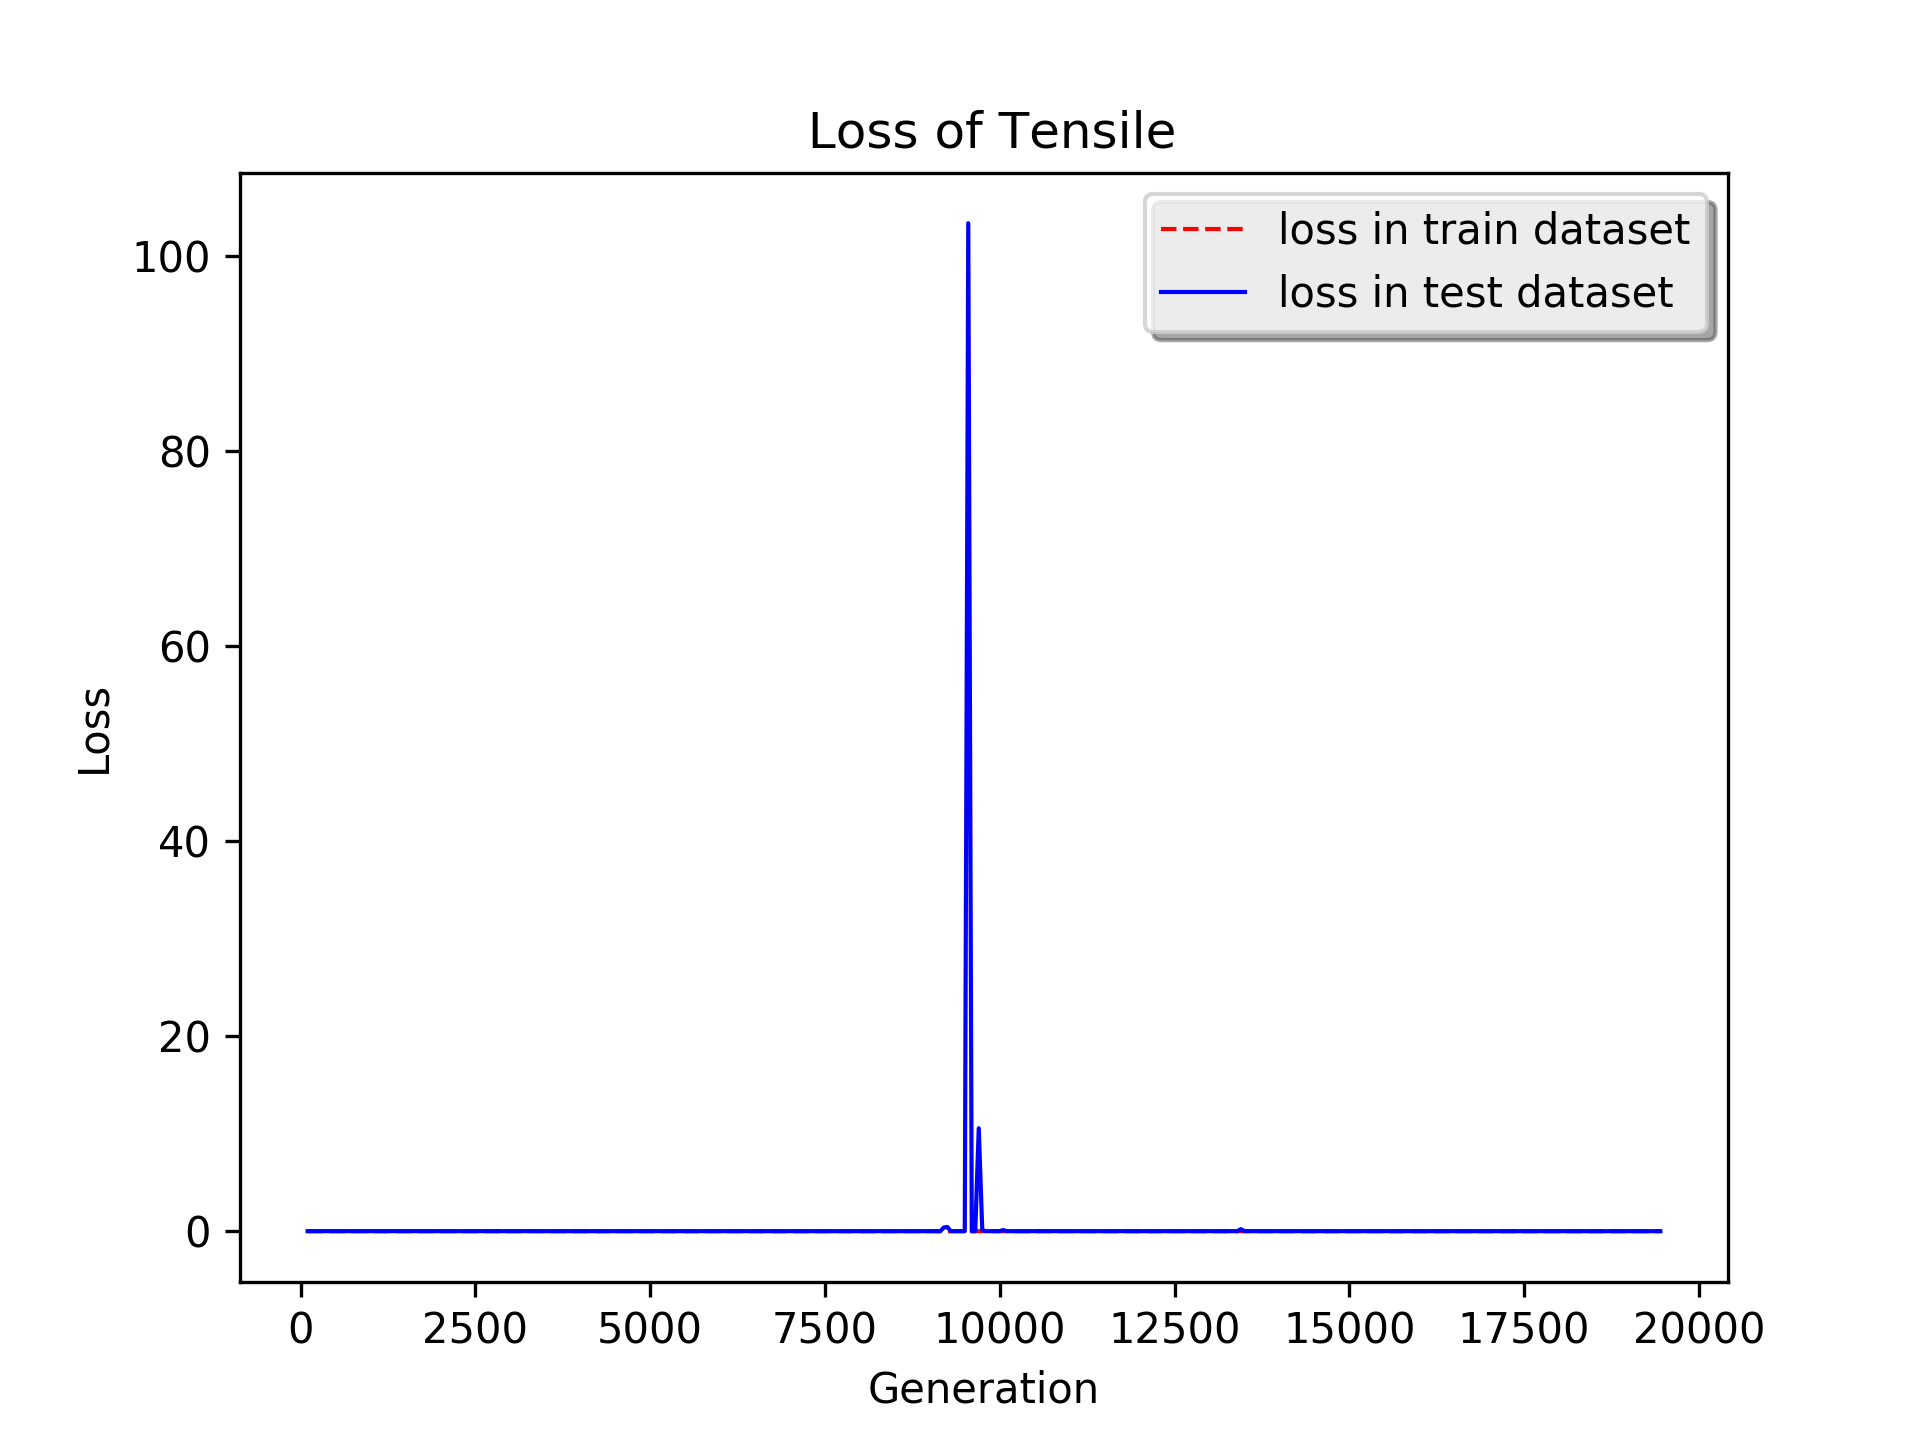 Loss of Tensile
loss in train dataset
loss in test dataset
100
80
60
40
20
0
Loss
0 2500 5000 7500 10000 12500 15000 17500 20000
Generation